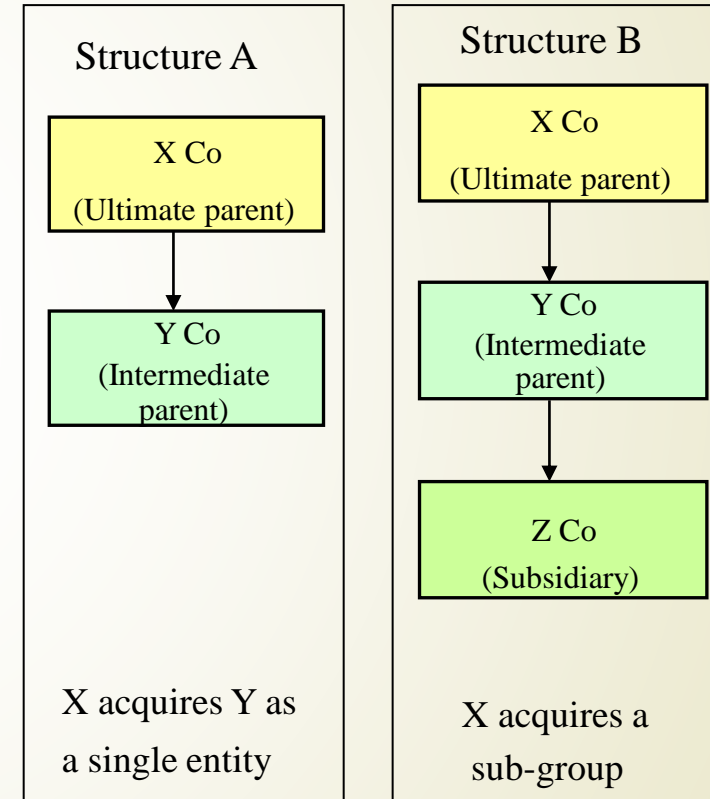 Structure A
X Co
(Ultimate parent)
Y Co
(Intermediate
parent)
X acquires Y as
a single entity
Structure B
X Co
(Ultimate parent)
Y Co
(Intermediate
parent)
Z Co
(Subsidiary)
X acquires a
sub-group